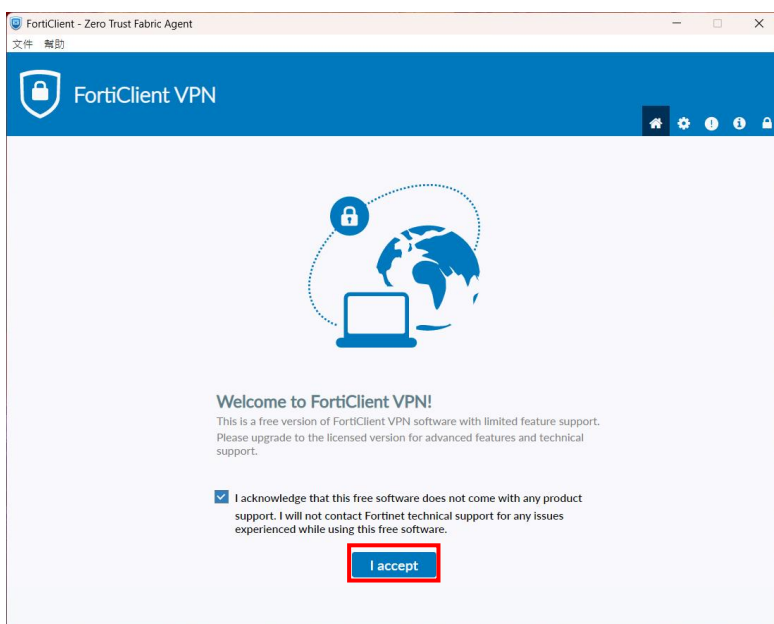 FortiClient - Zero Trust Fabric Agent
文件 幫助
FortiClient VPN
Welcome to FortiClient VPN!
This is a free version of FortiClient VPN software with limited feature support.
Please upgrade to the licensed version for advanced features and technical
support.
I acknowledge that this free software does not come with any product
support. I will not contact Fortinet technical support for any issues
experienced while using this free software.
I accept